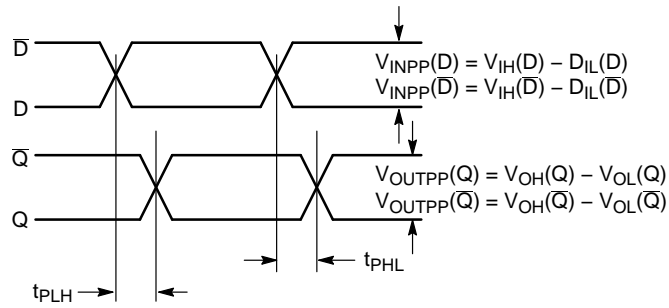 D̅
V_INPP(D) = V_IH(D) – D_IL(D)
V_INPP(D̅) = V_IH(D̅) – D_IL(D̅)
D
Q̅
V_OUTPP(Q) = V_OH(Q) – V_OL(Q)
V_OUTPP(Q̅) = V_OH(Q̅) – V_OL(Q̅)
Q
t_PHL
t_PLH